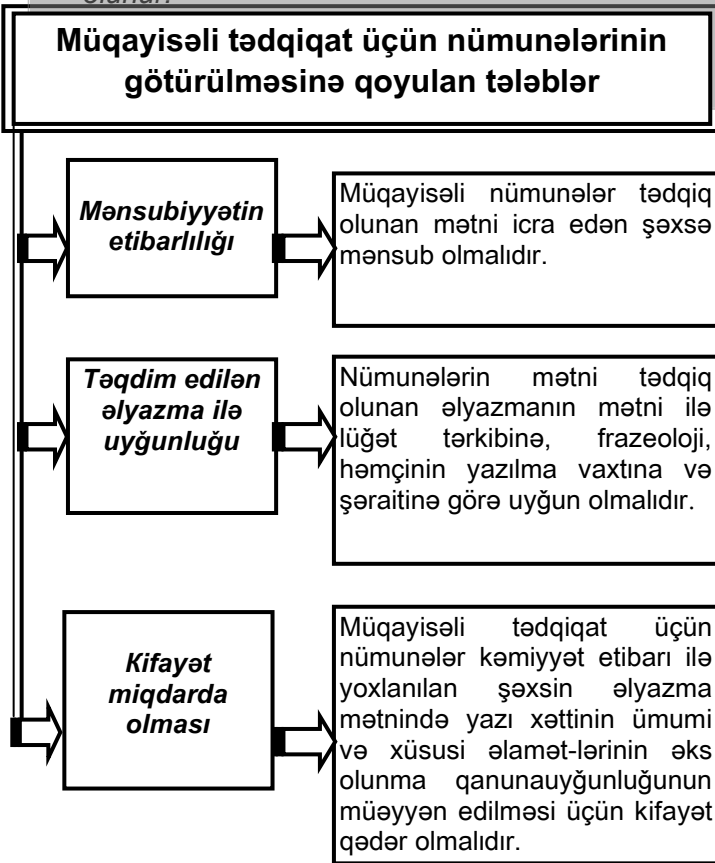 Müqayisəli tədqiqat üçün nümunələrinin
götürülməsinə qoyulan tələblər
Mənsubiyyətin
etibarlılığı
Müqayisəli nümunələr tədqiq
olunan mətni icra edən şəxsə
mənsub olmalıdır.
Təqdim edilən
əlyazma ilə
uyğunluğu
Nümunələrin mətni tədqiq
olunan əlyazmanın mətni ilə
lüğət tərkibinə, frazeoloji,
həmçinin yazılma vaxtına və
şəraitinə görə uyğun olmalıdır.
Kifayət
miqdarda
olması
Müqayisəli tədqiqat üçün
nümunələr kəmiyyət etibarı ilə
yoxlanılan şəxsin əlyazma
mətnində yazı xəttinin ümumi
və xüsusi əlamət-lərinin əks
olunma qanunauyğunluğunun
müəyyən edilməsi üçün kifayət
qədər olmalıdır.